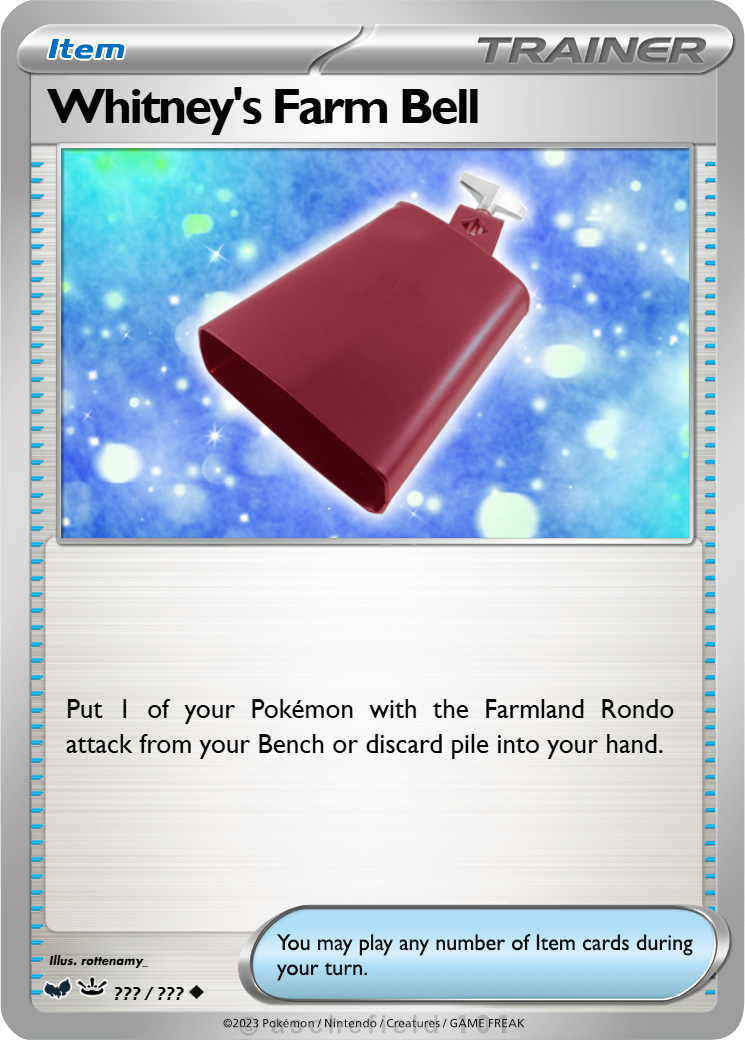 Item
TRAINER
Whitney's Farm Bell
Put 1 of your Pokémon with the Farmland Rondo
attack from your Bench or discard pile into your hand.
You may play any number of Item cards during
your turn.
Illus. rottenamy_
??? / ??? ◆
©2023 Pokémon / Nintendo / Creatures / GAME FREAK